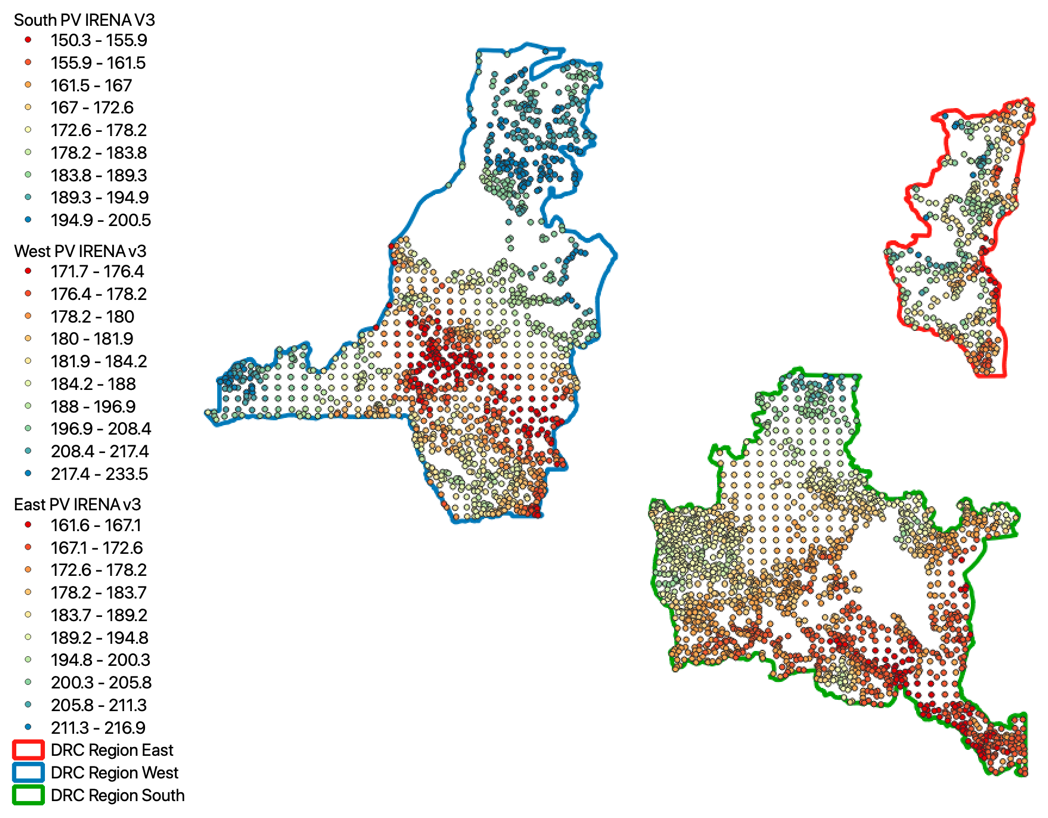 South PV IRENA V3
150.3 - 155.9
155.9 - 161.5
161.5 - 167
167 - 172.6
172.6 - 178.2
178.2 - 183.8
183.8 - 189.3
189.3 - 194.9
194.9 - 200.5
West PV IRENA v3
171.7 - 176.4
176.4 - 178.2
178.2 - 180
180 - 181.9
181.9 - 184.2
184.2 - 188
188 - 196.9
196.9 - 208.4
208.4 - 217.4
217.4 - 233.5
East PV IRENA v3
161.6 - 167.1
167.1 - 172.6
172.6 - 178.2
178.2 - 183.7
183.7 - 189.2
189.2 - 194.8
194.8 - 200.3
200.3 - 205.8
205.8 - 211.3
211.3 - 216.9
DRC Region East
DRC Region West
DRC Region South